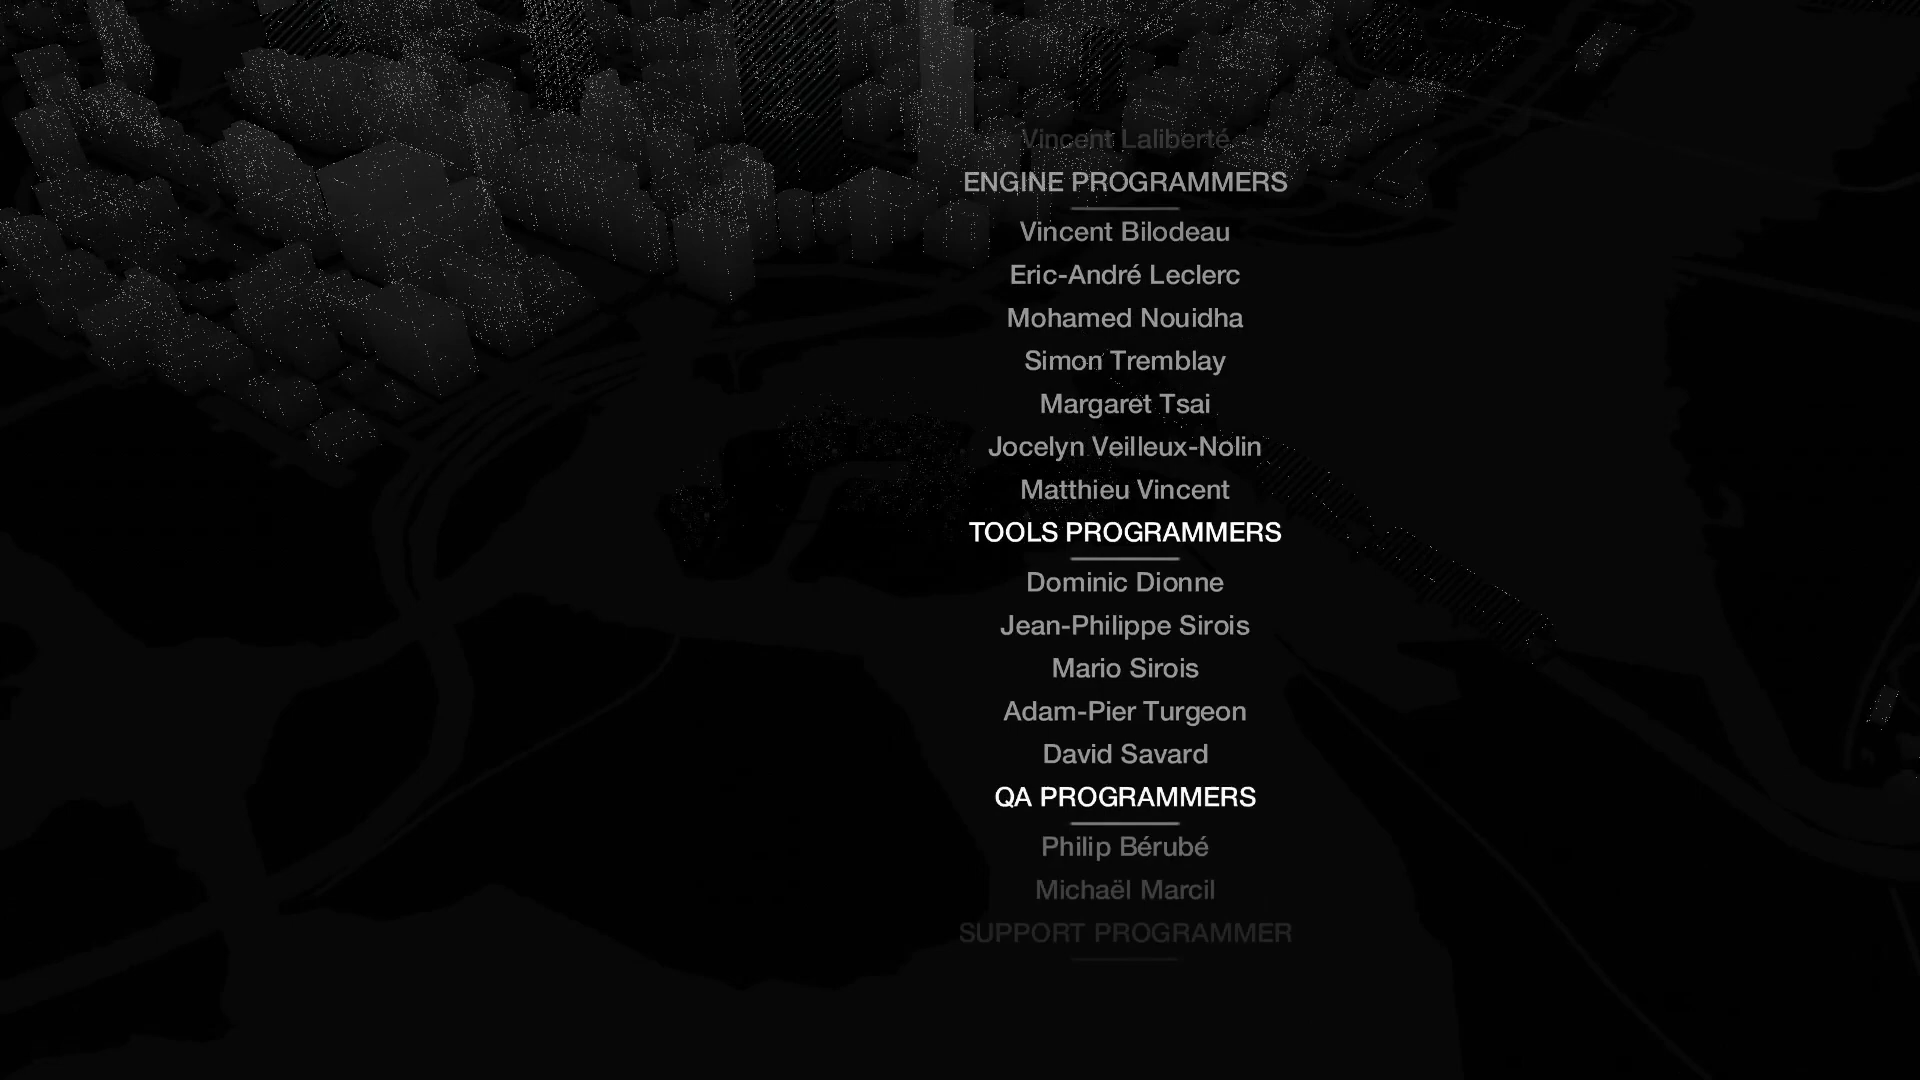 Vincent Laliberté
ENGINE PROGRAMMERS
Vincent Bilodeau
Eric-André Leclerc
Mohamed Nouidha
Simon Tremblay
Margaret Tsai
Jocelyn Veilleux-Nolin
Matthieu Vincent
TOOLS PROGRAMMERS
Dominic Dionne
Jean-Philippe Sirois
Mario Sirois
Adam-Pier Turgeon
David Savard
QA PROGRAMMERS
Philip Bérubé
Michaël Marcil
SUPPORT PROGRAMMER